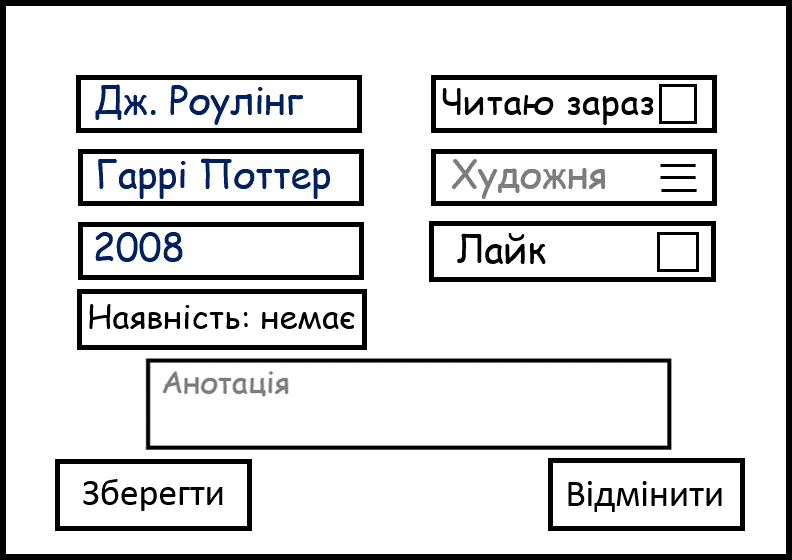 Дж. Роулінг
Читаю зараз
Гаррі Поттер
Художня
2008
Лайк
Наявність: немає
Анотація
Зберегти
Відмінити